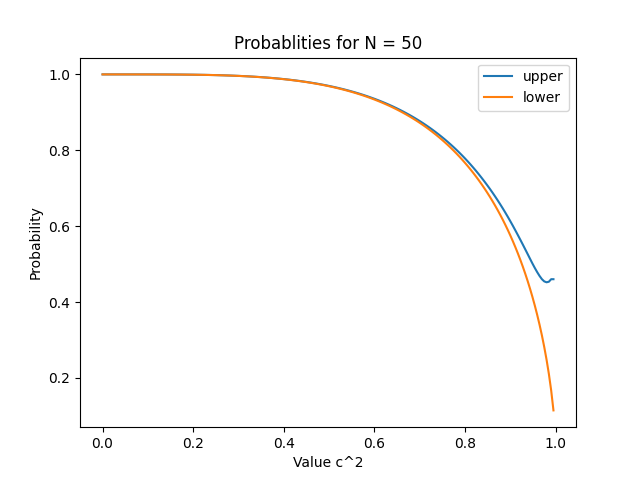 Probablities for N = 50
upper
lower
Probability
1.0
0.8
0.6
0.4
0.2
0.0 0.2 0.4 0.6 0.8 1.0
Value c^2